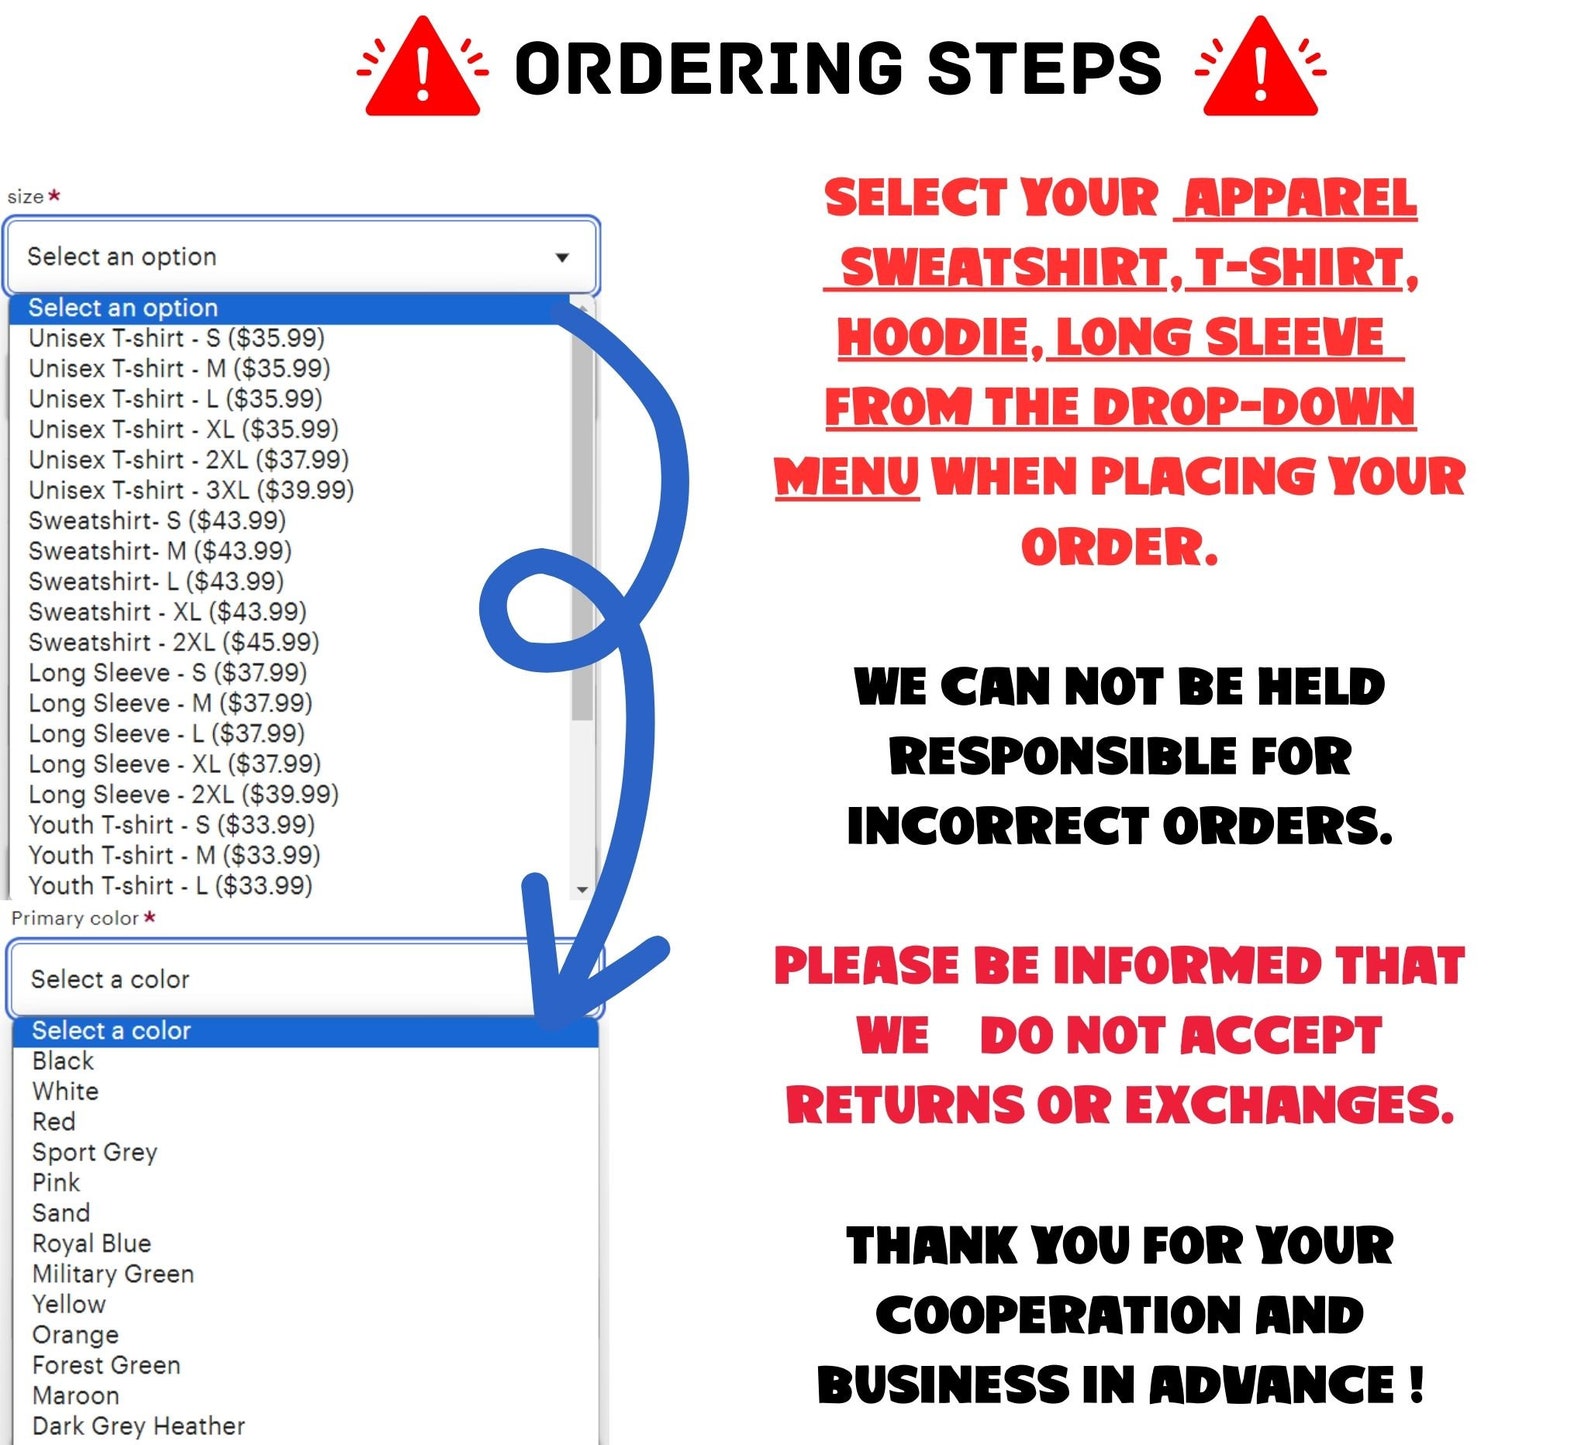 ORDERING STEPS
size *
Select an option
Select an option
Unisex T-shirt - S ($35.99)
Unisex T-shirt - M ($35.99)
Unisex T-shirt - L ($35.99)
Unisex T-shirt - XL ($35.99)
Unisex T-shirt - 2XL ($37.99)
Unisex T-shirt - 3XL ($39.99)
Sweatshirt- S ($43.99)
Sweatshirt- M ($43.99)
Sweatshirt- L ($43.99)
Sweatshirt - XL ($43.99)
Sweatshirt - 2XL ($45.99)
Long Sleeve - S ($37.99)
Long Sleeve - M ($37.99)
Long Sleeve - L ($37.99)
Long Sleeve - XL ($37.99)
Long Sleeve - 2XL ($39.99)
Youth T-shirt - S ($33.99)
Youth T-shirt - M ($33.99)
Youth T-shirt - L ($33.99)
Primary color *
Select a color
Select a color
Black
White
Red
Sport Grey
Pink
Sand
Royal Blue
Military Green
Yellow
Orange
Forest Green
Maroon
Dark Grey Heather
SELECT YOUR APPAREL
SWEATSHIRT, T-SHIRT,
HOODIE, LONG SLEEVE
FROM THE DROP-DOWN
MENU WHEN PLACING YOUR
ORDER.
WE CAN NOT BE HELD
RESPONSIBLE FOR
INCORRECT ORDERS.
PLEASE BE INFORMED THAT
WE DO NOT ACCEPT
RETURNS OR EXCHANGES.
THANK YOU FOR YOUR
COOPERATION AND
BUSINESS IN ADVANCE !